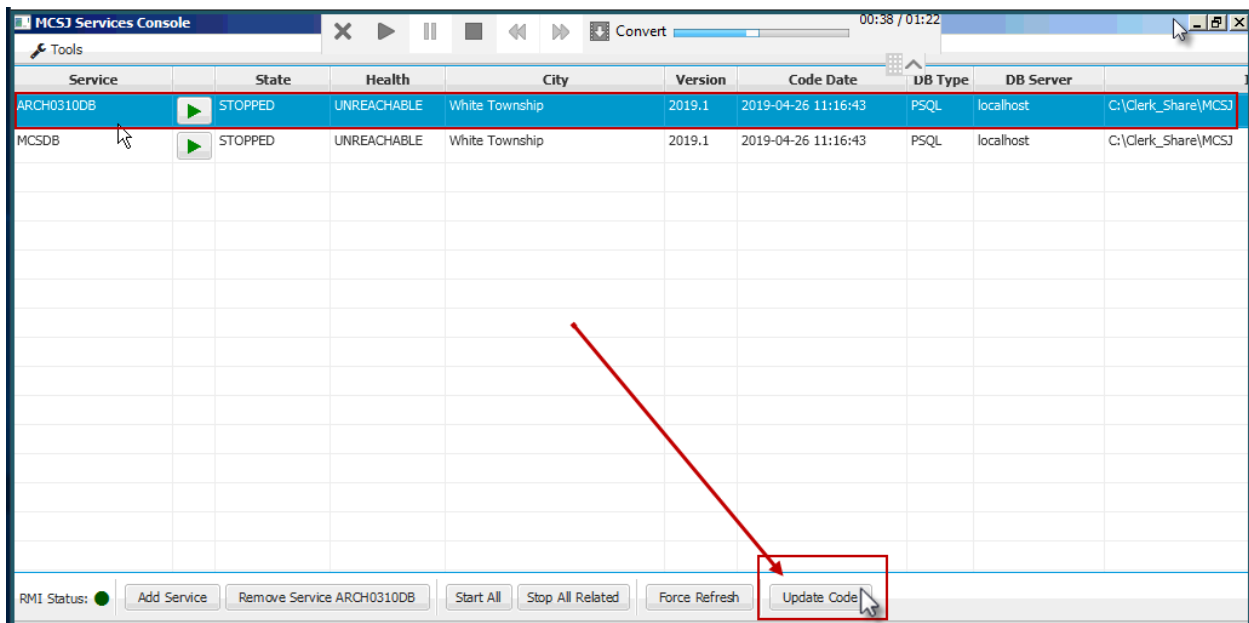 MCSJ Services Console
Convert
00:38 / 01:22
Tools
Service State Health City Version Code Date DB Type DB Server
ARCH0310DB STOPPED UNREACHABLE White Township 2019.1 2019-04-26 11:16:43 PSQL localhost C:\Clerk_Share\MCSJ
MCSDB STOPPED UNREACHABLE White Township 2019.1 2019-04-26 11:16:43 PSQL localhost C:\Clerk_Share\MCSJ
RMI Status: Add Service Remove Service ARCH0310DB Start All Stop All Related Force Refresh Update Code